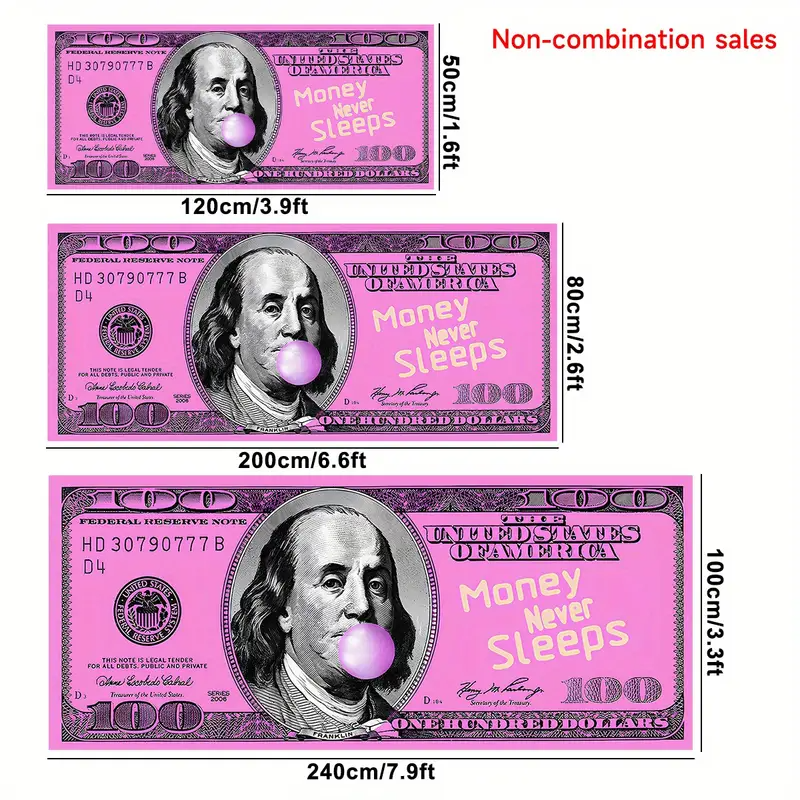 Non-combination sales
100 100
FEDERAL RESERVE NOTE
THE
UNITED STATES
OF AMERICA
HD 30790777 B
D4
Money
Never
Sleeps
THIS NOTE IS LEGAL TENDER
FOR ALL DEBTS, PUBLIC AND PRIVATE
Treasurer of the United States
SERIES
2006
Secretary of the Treasury
100 100
ONE HUNDRED DOLLARS
50cm/1.6ft
120cm/3.9ft
100 100
FEDERAL RESERVE NOTE
THE
UNITED STATES
OF AMERICA
HD 30790777 B
D4
Money
Never
Sleeps
UNITED STATES
FEDERAL RESERVE SYSTEM
THIS NOTE IS LEGAL TENDER
FOR ALL DEBTS, PUBLIC AND PRIVATE
Treasurer of the United States
SERIES
2006
Secretary of the Treasury.
100 100
FRANKLIN
ONE HUNDRED DOLLARS
80cm/2.6ft
200cm/6.6ft
100 100
FEDERAL RESERVE NOTE
THE
UNITED STATES
OF AMERICA
HD 30790777 B
D4
Money
Never
Sleeps
UNITED STATES
FEDERAL RESERVE SYSTEM
THIS NOTE IS LEGAL TENDER
FOR ALL DEBTS, PUBLIC AND PRIVATE
Treasurer of the United States.
SERIES
2006
Secretary of the Treasury.
100 100
FRANKLIN
ONE HUNDRED DOLLARS
100cm/3.3ft
240cm/7.9ft